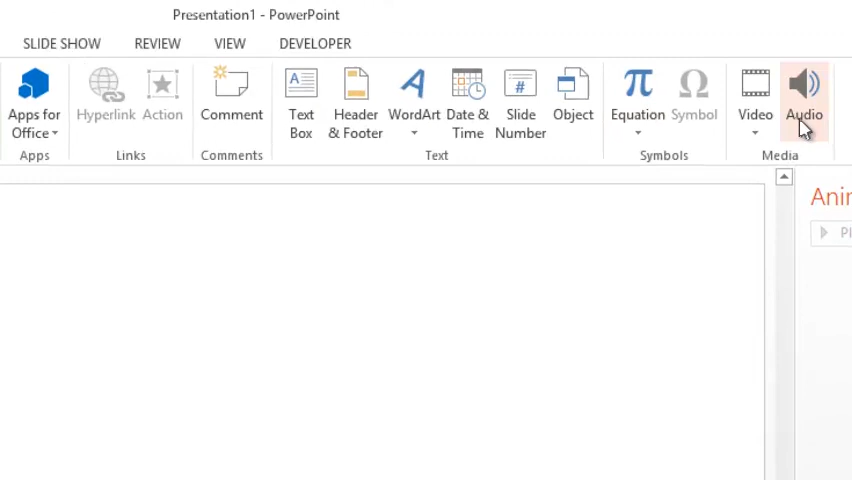 Presentation1 - PowerPoint
SLIDE SHOW REVIEW VIEW DEVELOPER
Apps for Office
Hyperlink
Action
Comment
Text Box
Header & Footer
WordArt
Date & Time
Slide Number
Object
Equation
Symbol
Video
Audio
Apps Links Comments Text Symbols Media